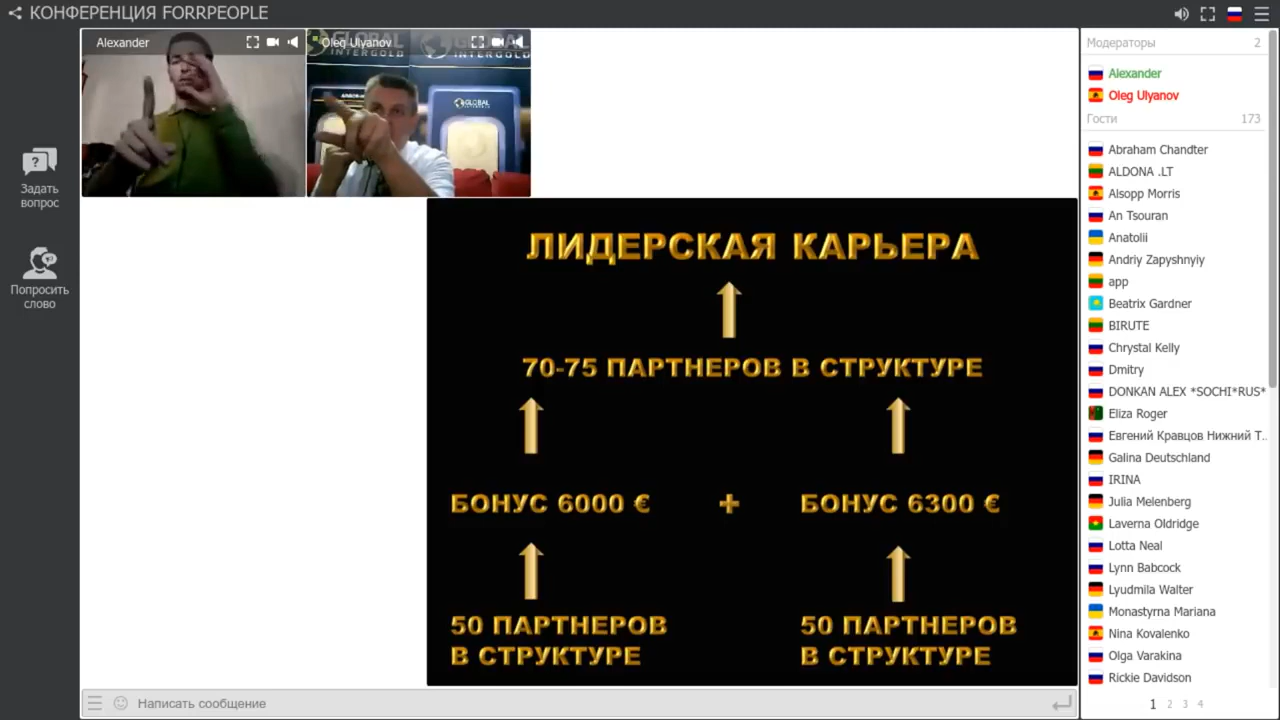 КОНФЕРЕНЦИЯ FORRPEOPLE
Задать
вопрос
Попросить
слово
Alexander
Oleg Ulyanov
GLOBAL
INTERGOLD
INTERGOLD
GLOBAL
ЛИДЕРСКАЯ КАРЬЕРА
70-75 ПАРТНЕРОВ В СТРУКТУРЕ
БОНУС 6000 € + БОНУС 6300 €
50 ПАРТНЕРОВ
В СТРУКТУРЕ
50 ПАРТНЕРОВ
В СТРУКТУРЕ
Написать сообщение
Модераторы 2
Alexander
Oleg Ulyanov
Гости 173
Abraham Chandter
ALDONA .LT
Alsopp Morris
An Tsouran
Anatolii
Andriy Zapyshnyiy
app
Beatrix Gardner
BIRUTE
Chrystal Kelly
Dmitry
DONKAN ALEX *SOCHI*RUS*
Eliza Roger
Евгений Кравцов Нижний Т..
Galina Deutschland
IRINA
Julia Melenberg
Laverna Oldridge
Lotta Neal
Lynn Babcock
Lyudmila Walter
Monastyrna Mariana
Nina Kovalenko
Olga Varakina
Rickie Davidson
1 2 3 4